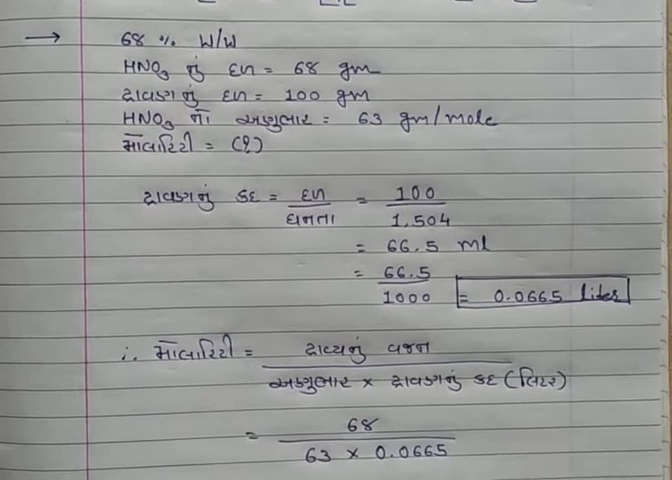 → 68 % W/W
HNO₃ નું દળ = 68 gm
દ્રાવણનું દળ = 100 gm
HNO₃ નો અણુભાર = 63 gm/mole
મોલારિટી = (?)
દ્રાવણનું કદ = દળ / ઘનતા = 100 / 1.504
= 66.5 ml
= 66.5 / 1000 = 0.0665 liter
∴ મોલારિટી = દ્રાવ્યનું વજન / અણુભાર × દ્રાવણનું કદ (લિટર)
= 68 / 63 × 0.0665